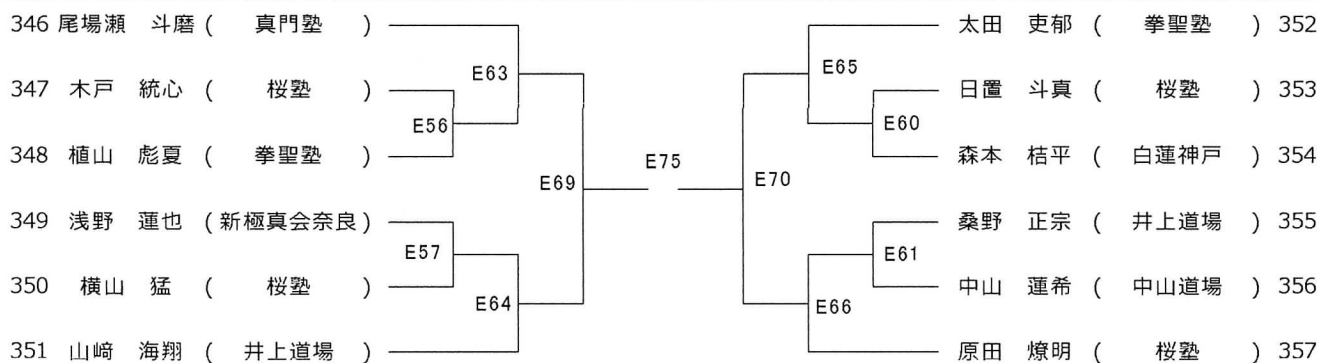 346 尾場瀬 斗磨 ( 真門塾 )
E63
347 木戸 統心 ( 桜塾 )
E56
348 植山 彪夏 ( 拳聖塾 )
E69
349 浅野 蓮也 ( 新極真会奈良 )
E57
350 横山 猛 ( 桜塾 )
E64
351 山﨑 海翔 ( 井上道場 )
E75
太田 吏郁 ( 拳聖塾 ) 352
E65
日置 斗真 ( 桜塾 ) 353
E60
森本 桔平 ( 白蓮神戸 ) 354
E70
桑野 正宗 ( 井上道場 ) 355
E61
中山 蓮希 ( 中山道場 ) 356
E66
原田 燎明 ( 桜塾 ) 357